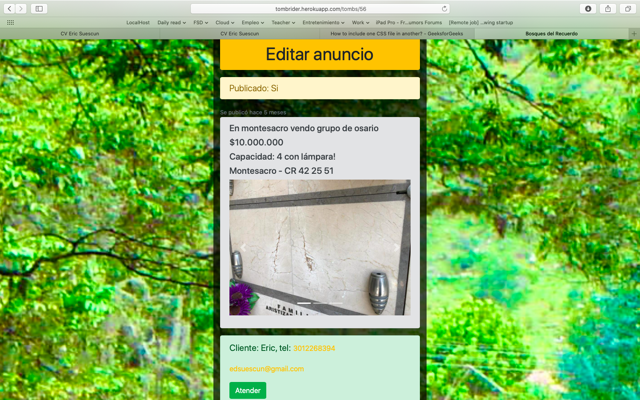 tombrider.herokuapp.com/tombs/56
LocalHost Daily read FSD Cloud Empleo Teacher Entretenimiento Work iPad Pro - Fr...umors Forums [Remote job] ...wing startup
CV Eric Suescun CV Eric Suescun How to include one CSS file in another? - GeeksforGeeks Bosques del Recuerdo
Editar anuncio
Publicado: Si
Se publicó hace 6 meses
En montesacro vendo grupo de osario
$10.000.000
Capacidad: 4 con lámpara!
Montesacro - CR 42 25 51
FAMILI
ARISTIZA
Cliente: Eric, tel: 3012268394
edsuescun@gmail.com
Atender